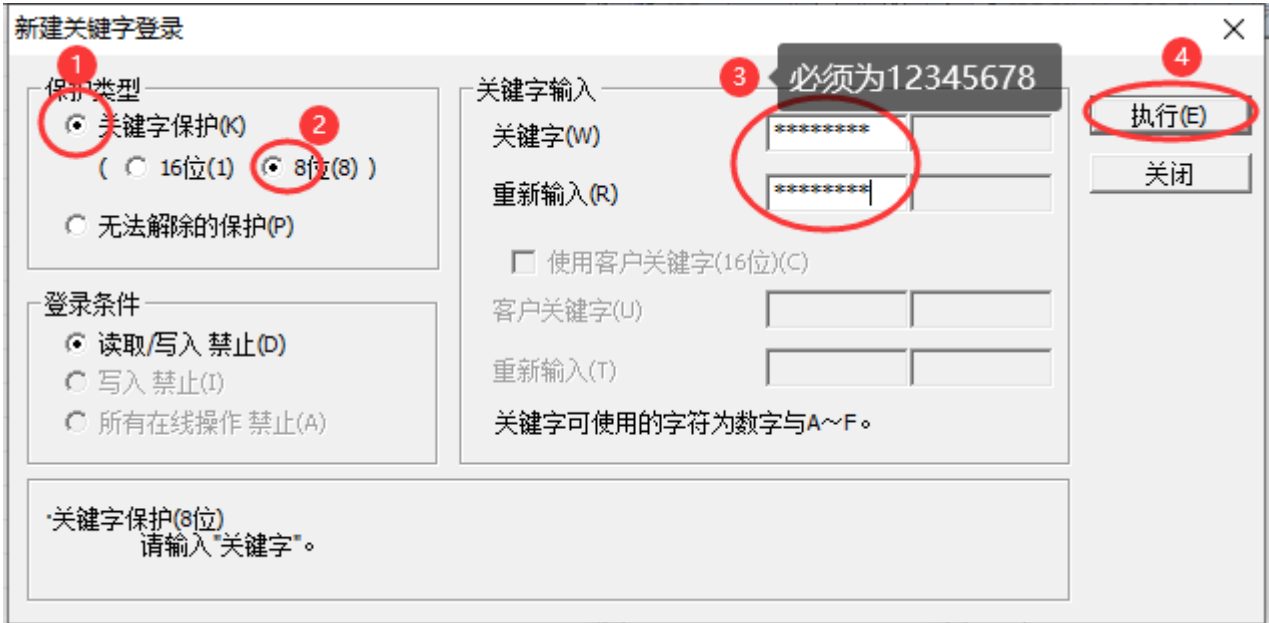 新建关键字登录
1
保护类型
关键字保护(K)
2
( 16位(1) 8位(8) )
无法解除的保护(P)
登录条件
读取/写入 禁止(D)
写入 禁止(I)
所有在线操作 禁止(A)
关键字输入
3
必须为12345678
关键字(W)
********
重新输入(R)
********
使用客户关键字(16位)(C)
客户关键字(U)
重新输入(T)
关键字可使用的字符为数字与A～F。
4
执行(E)
关闭
·关键字保护(8位)
请输入"关键字"。